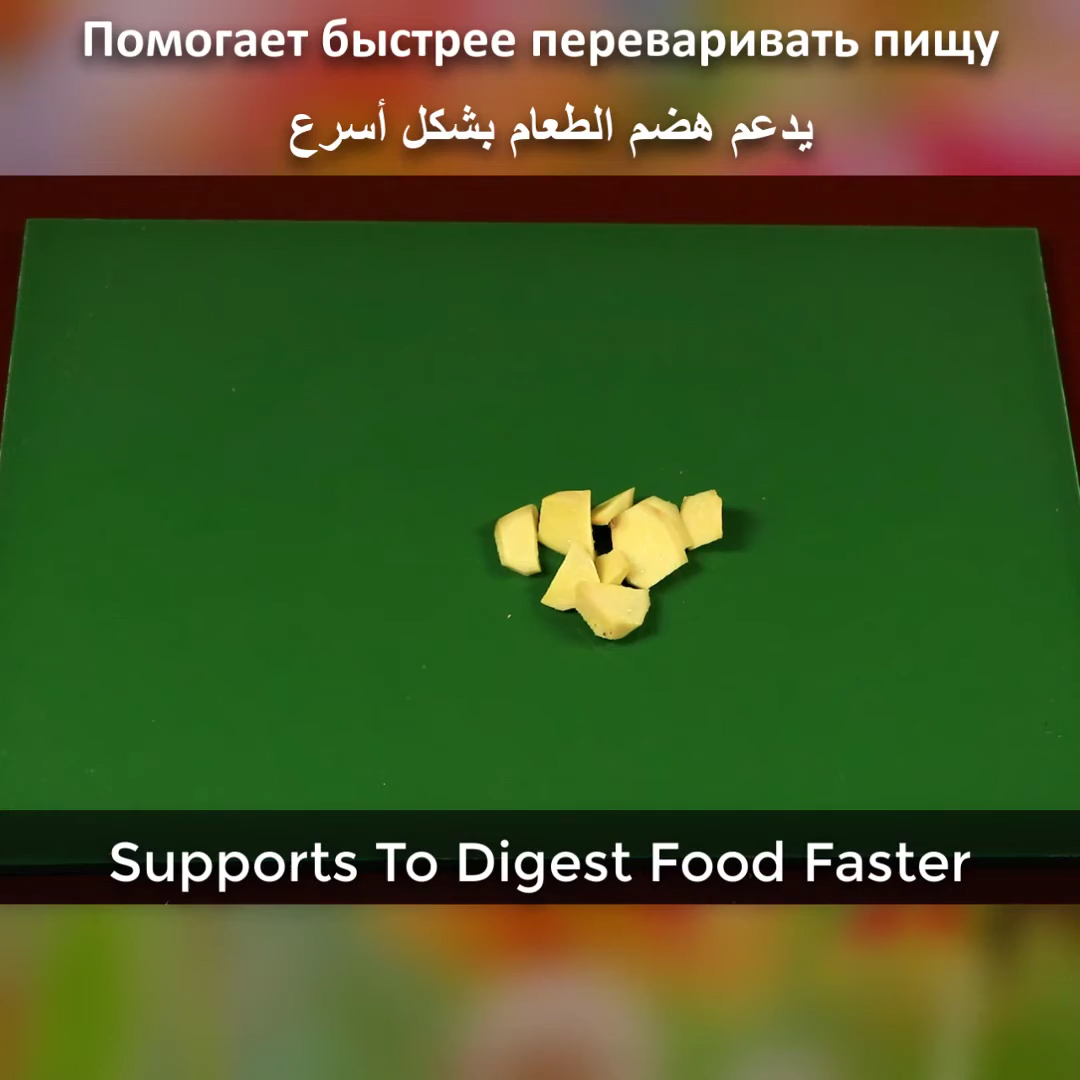 Помогает быстрее переваривать пищу
يدعم هضم الطعام بشكل أسرع
Supports To Digest Food Faster